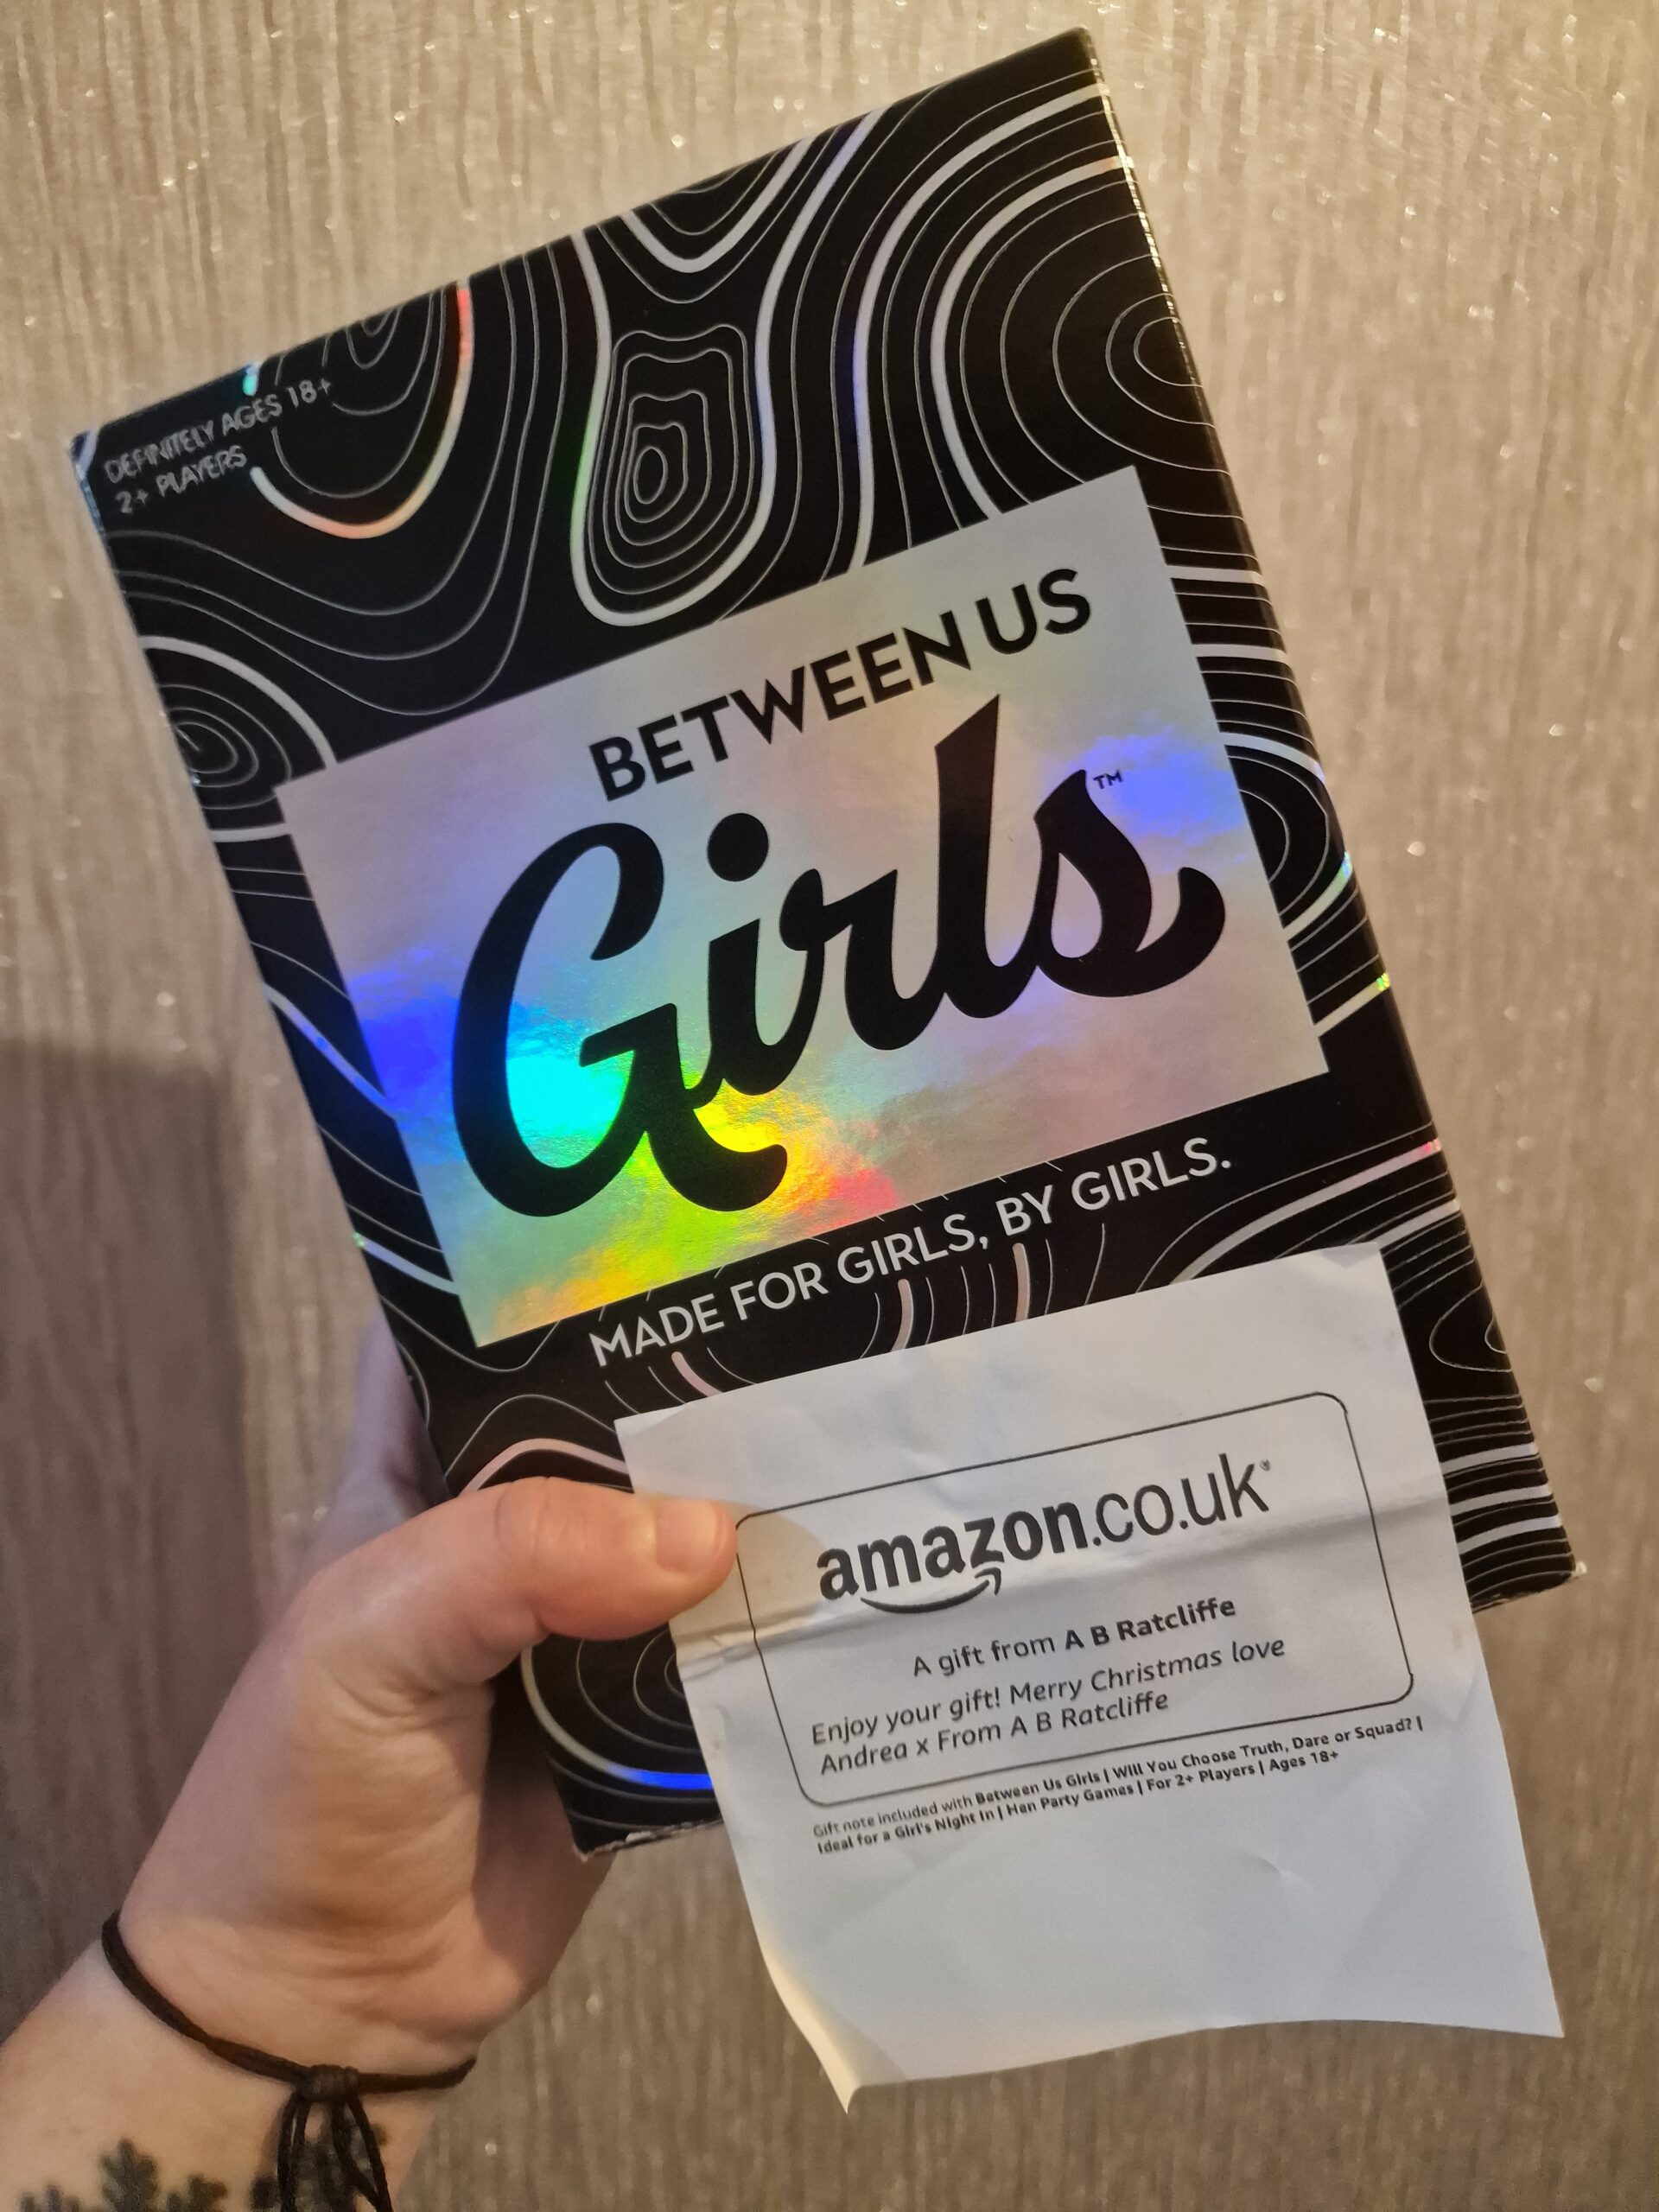 DEFINITELY AGES 18+
2+ PLAYERS
BETWEEN US
Girls™
MADE FOR GIRLS, BY GIRLS.
amazon.co.uk®
A gift from A B Ratcliffe
Enjoy your gift! Merry Christmas love
Andrea x From A B Ratcliffe
Gift note included with Between Us Girls | Will You Choose Truth, Dare or Squad? |
Ideal for a Girl's Night In | Hen Party Games | For 2+ Players | Ages 18+